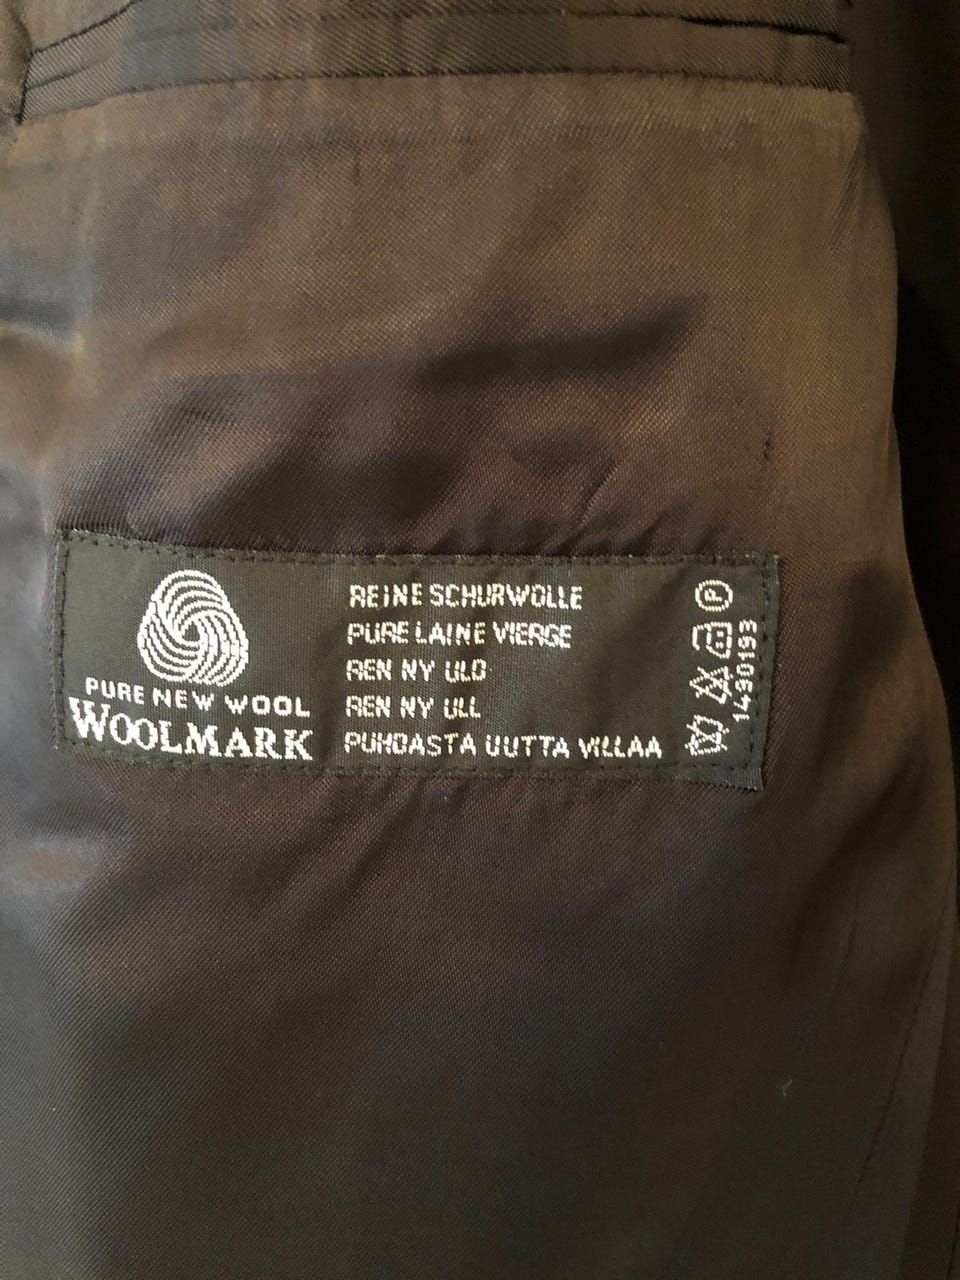 PURE NEW WOOL
WOOLMARK
REINE SCHURWOLLE
PURE LAINE VIERGE
REN NY ULD
REN NY ULL
PUHDASTA UUTTA VILLAA
P
1430193